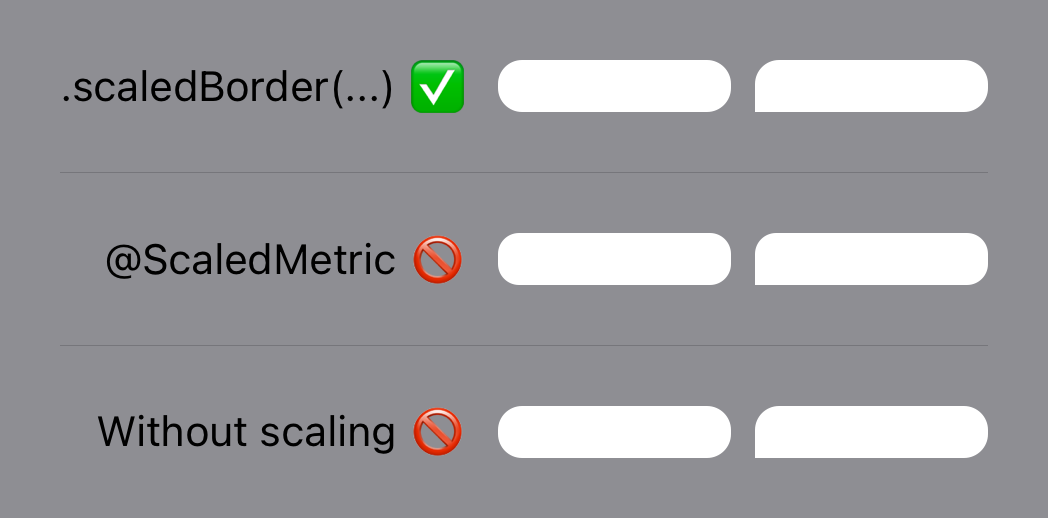 .scaledBorder(...) ✅
@ScaledMetric 🚫
Without scaling 🚫